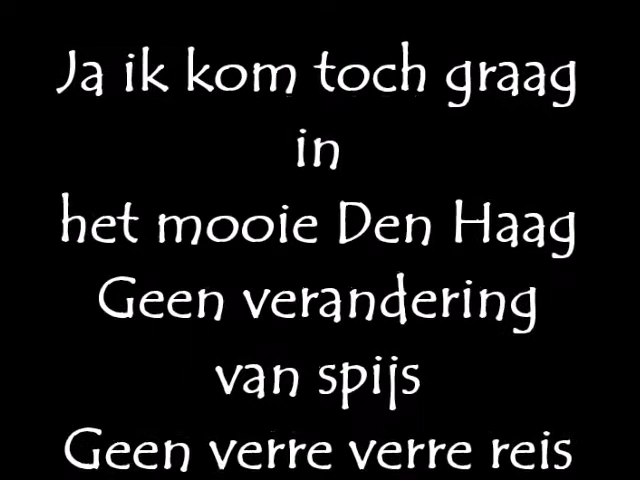 Ja ik kom toch graag
in
het mooie Den Haag
Geen verandering
van spijs
Geen verre verre reis